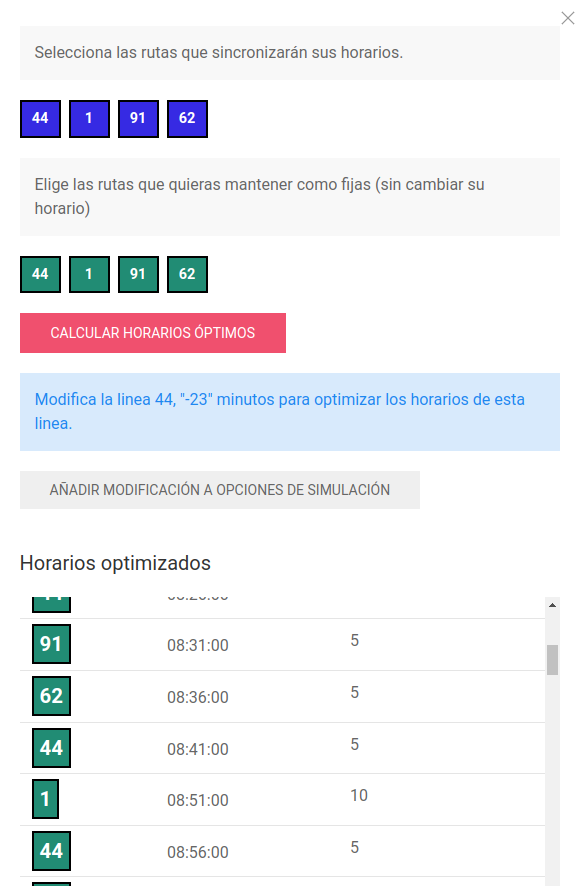 Selecciona las rutas que sincronizarán sus horarios.
44 1 91 62
Elige las rutas que quieras mantener como fijas (sin cambiar su
horario)
44 1 91 62
CALCULAR HORARIOS ÓPTIMOS
Modifica la linea 44, "-23" minutos para optimizar los horarios de esta
linea.
AÑADIR MODIFICACIÓN A OPCIONES DE SIMULACIÓN
Horarios optimizados
91 08:31:00 5
62 08:36:00 5
44 08:41:00 5
1 08:51:00 10
44 08:56:00 5